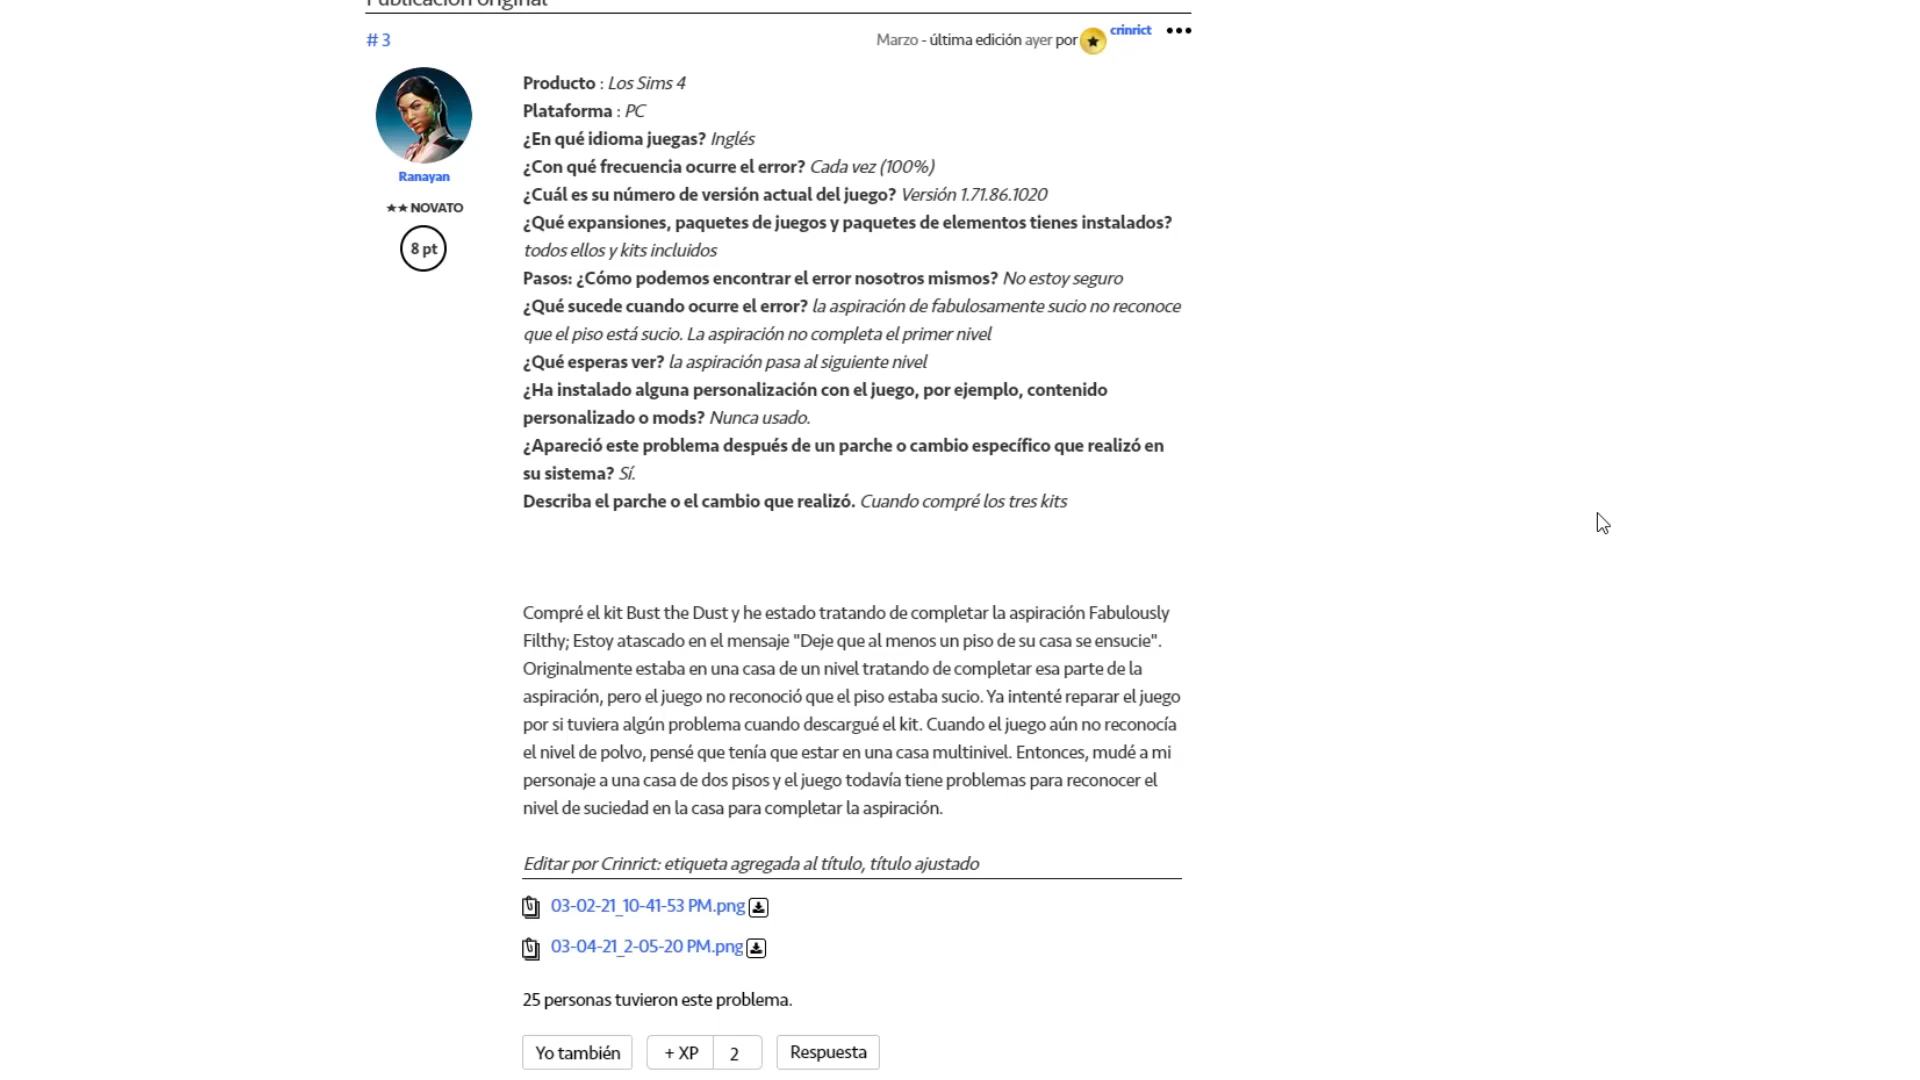 Publicación original
# 3
Marzo - última edición ayer por crinrict
Ranayan
★★ NOVATO
8 pt
Producto : Los Sims 4
Plataforma : PC
¿En qué idioma juegas? Inglés
¿Con qué frecuencia ocurre el error? Cada vez (100%)
¿Cuál es su número de versión actual del juego? Versión 1.71.86.1020
¿Qué expansiones, paquetes de juegos y paquetes de elementos tienes instalados?
todos ellos y kits incluidos
Pasos: ¿Cómo podemos encontrar el error nosotros mismos? No estoy seguro
¿Qué sucede cuando ocurre el error? la aspiración de fabulosamente sucio no reconoce
que el piso está sucio. La aspiración no completa el primer nivel
¿Qué esperas ver? la aspiración pasa al siguiente nivel
¿Ha instalado alguna personalización con el juego, por ejemplo, contenido
personalizado o mods? Nunca usado.
¿Apareció este problema después de un parche o cambio específico que realizó en
su sistema? Sí.
Describa el parche o el cambio que realizó. Cuando compré los tres kits
Compré el kit Bust the Dust y he estado tratando de completar la aspiración Fabulously
Filthy; Estoy atascado en el mensaje "Deje que al menos un piso de su casa se ensucie".
Originalmente estaba en una casa de un nivel tratando de completar esa parte de la
aspiración, pero el juego no reconoció que el piso estaba sucio. Ya intenté reparar el juego
por si tuviera algún problema cuando descargué el kit. Cuando el juego aún no reconocía
el nivel de polvo, pensé que tenía que estar en una casa multinivel. Entonces, mudé a mi
personaje a una casa de dos pisos y el juego todavía tiene problemas para reconocer el
nivel de suciedad en la casa para completar la aspiración.
Editar por Crinrict: etiqueta agregada al título, título ajustado
03-02-21_10-41-53 PM.png
03-04-21_2-05-20 PM.png
25 personas tuvieron este problema.
Yo también
+ XP 2
Respuesta